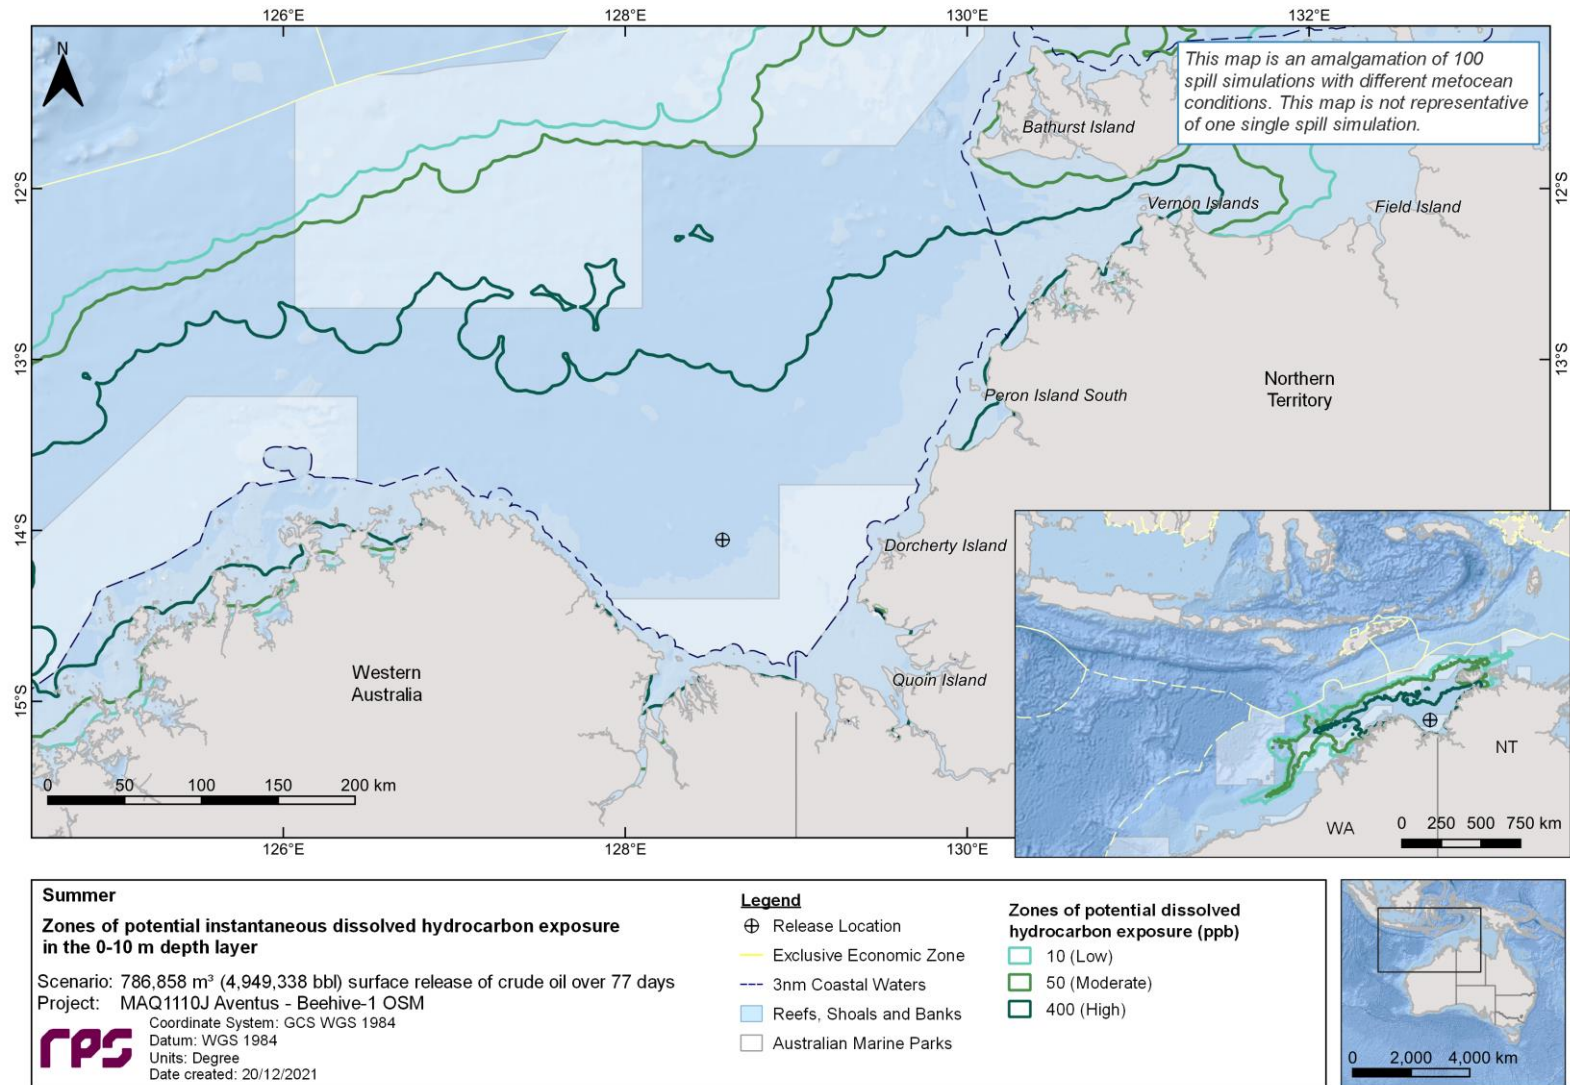 126°E
128°E
130°E
132°E
N
This map is an amalgamation of 100
spill simulations with different metocean
conditions. This map is not representative
of one single spill simulation.
Bathurst Island
12°S
12°S
Vernon Islands
Field Island
13°S
13°S
Peron Island South
Northern
Territory
14°S
Dorcherty Island
Western
Australia
Quoin Island
15°S
0 50 100 150 200 km
NT
WA
0 250 500 750 km
126°E
128°E
130°E
Summer
Zones of potential instantaneous dissolved hydrocarbon exposure
in the 0-10 m depth layer
Scenario: 786,858 m³ (4,949,338 bbl) surface release of crude oil over 77 days
Project: MAQ1110J Aventus - Beehive-1 OSM
rps
Coordinate System: GCS WGS 1984
Datum: WGS 1984
Units: Degree
Date created: 20/12/2021
Legend
Release Location
Exclusive Economic Zone
3nm Coastal Waters
Reefs, Shoals and Banks
Australian Marine Parks
Zones of potential dissolved
hydrocarbon exposure (ppb)
10 (Low)
50 (Moderate)
400 (High)
0 2,000 4,000 km